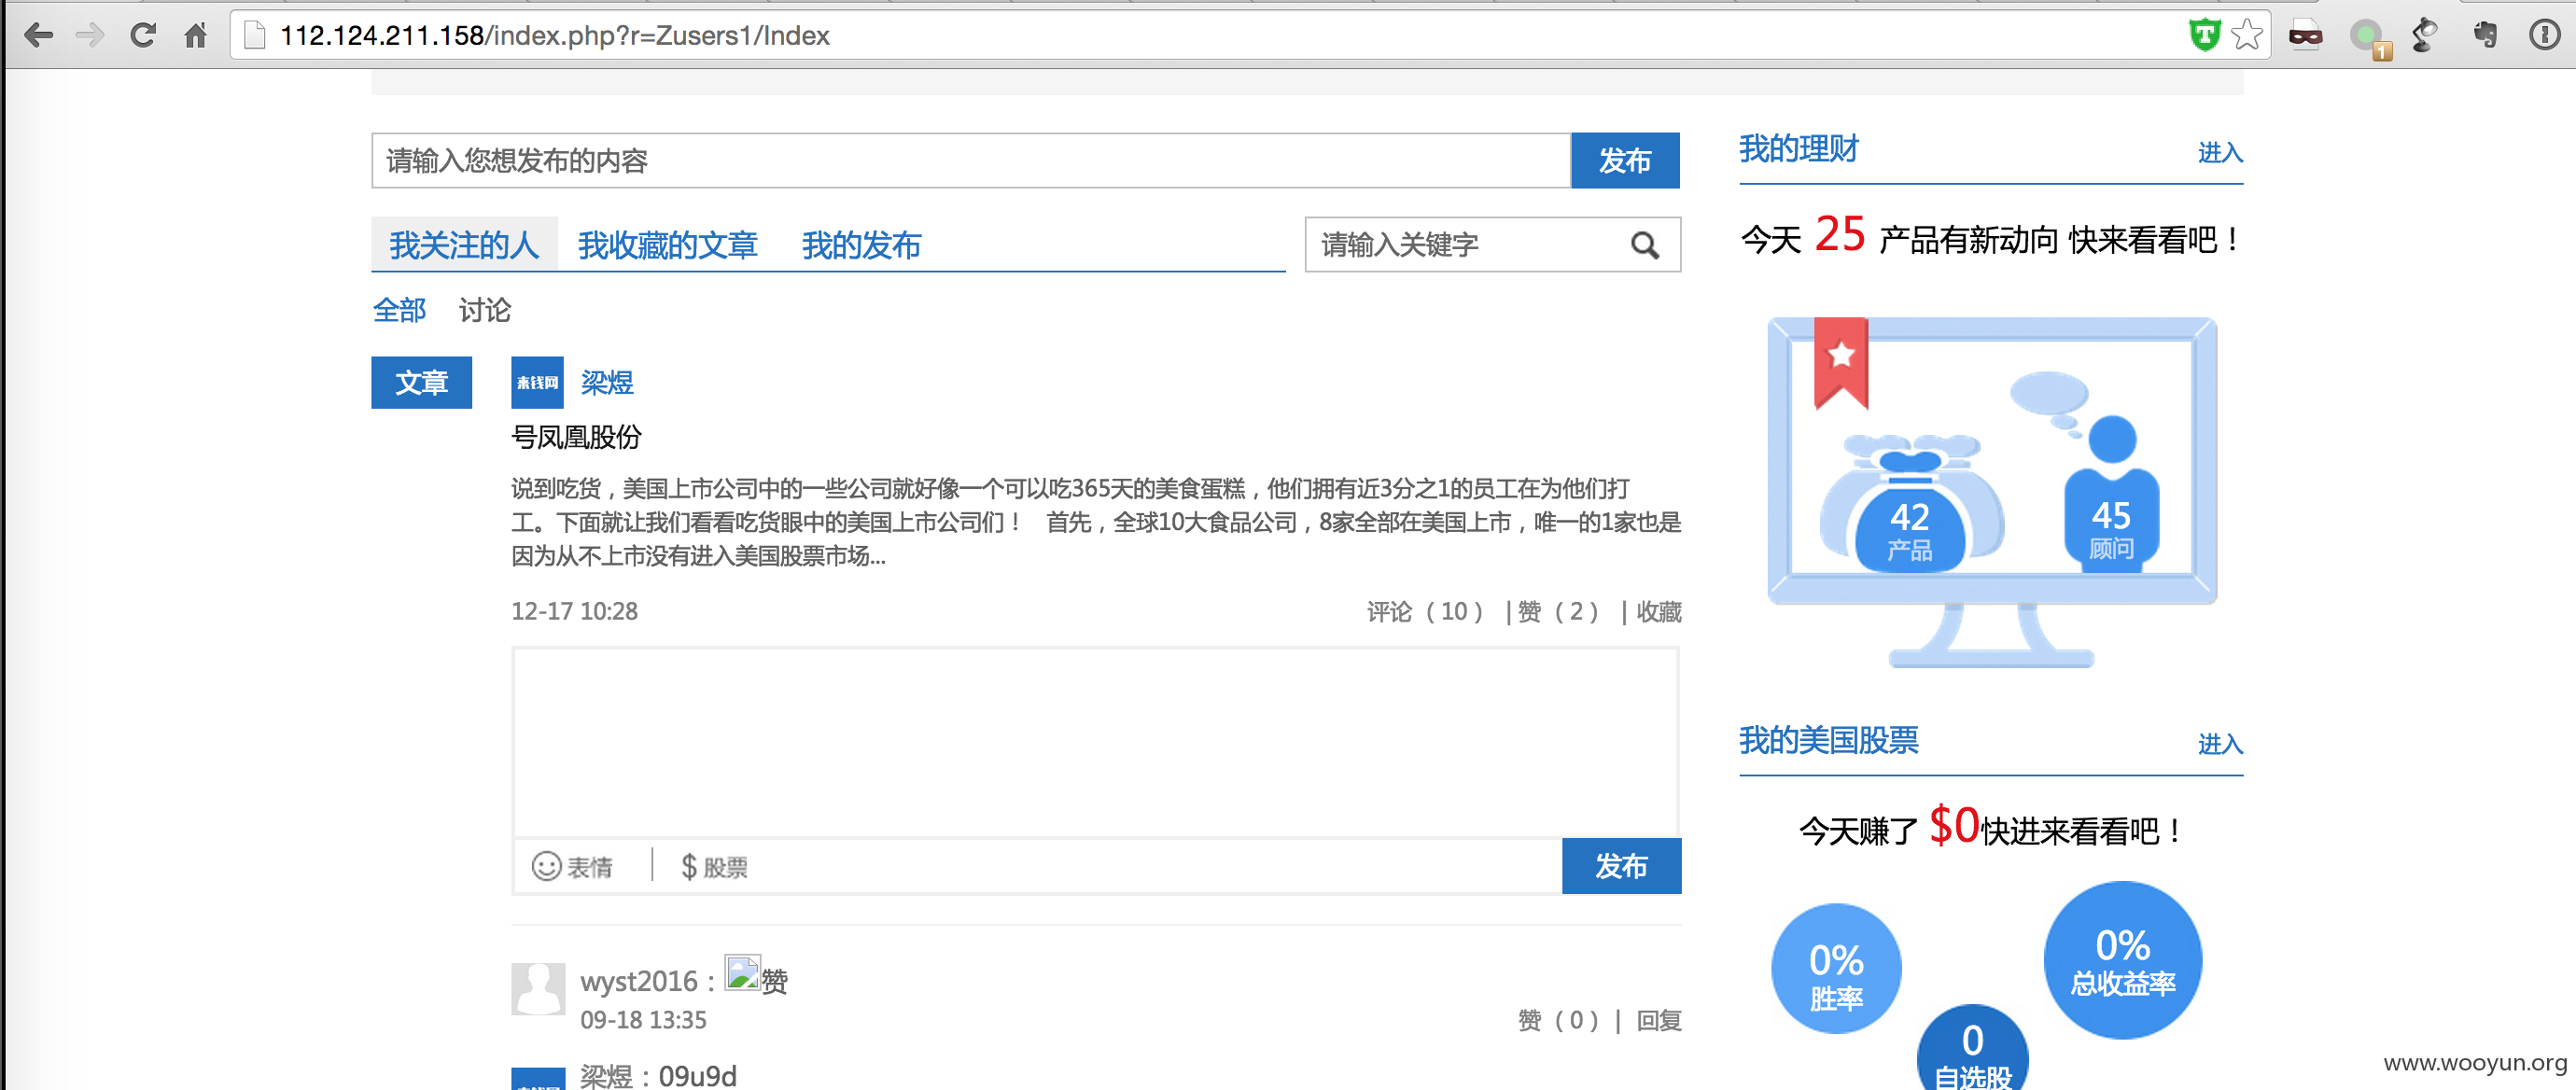 112.124.211.158/index.php?r=Zusers1/Index
1
请输入您想发布的内容
发布
我关注的人
我收藏的文章
我的发布
请输入关键字
全部
讨论
文章
来钱网
梁煜
号凤凰股份
说到吃货，美国上市公司中的一些公司就好像一个可以吃365天的美食蛋糕，他们拥有近3分之1的员工在为他们打
工。下面就让我们看看吃货眼中的美国上市公司们！ 首先，全球10大食品公司，8家全部在美国上市，唯一的1家也是
因为从不上市没有进入美国股票市场...
12-17 10:28
评论（10）|赞（2）|收藏
表情
$ 股票
发布
wyst2016：赞
09-18 13:35
赞（0）| 回复
梁煜：09u9d
我的理财
进入
今天 25 产品有新动向 快来看看吧！
42
产品
45
顾问
我的美国股票
进入
今天赚了 $0快进来看看吧！
0%
胜率
0%
总收益率
0
自选股
www.wooyun.org